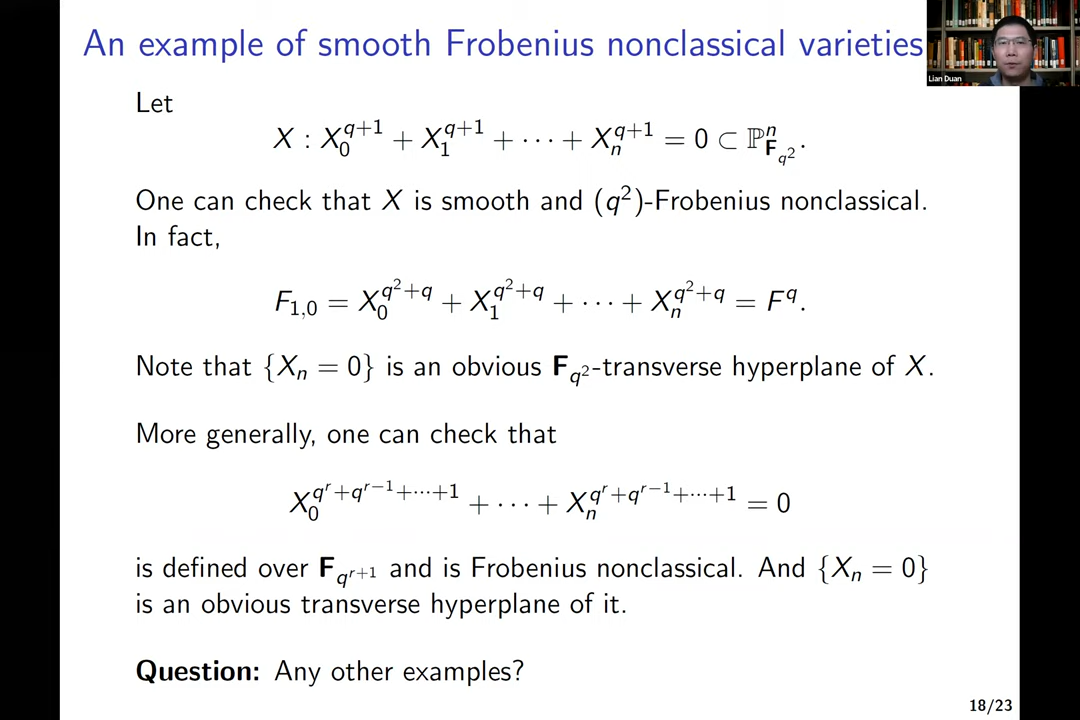 An example of smooth Frobenius nonclassical varieties
Lian Duan
Let
X : X_0^{q+1} + X_1^{q+1} + ⋯ + X_n^{q+1} = 0 ⊂ ℙ^n_{𝐅_{q^2}}.
One can check that X is smooth and (q^2)-Frobenius nonclassical.
In fact,
F_{1,0} = X_0^{q^2+q} + X_1^{q^2+q} + ⋯ + X_n^{q^2+q} = F^q.
Note that {X_n = 0} is an obvious 𝐅_{q^2}-transverse hyperplane of X.
More generally, one can check that
X_0^{q^r+q^{r−1}+⋯+1} + ⋯ + X_n^{q^r+q^{r−1}+⋯+1} = 0
is defined over 𝐅_{q^{r+1}} and is Frobenius nonclassical. And {X_n = 0}
is an obvious transverse hyperplane of it.
Question: Any other examples?
18/23